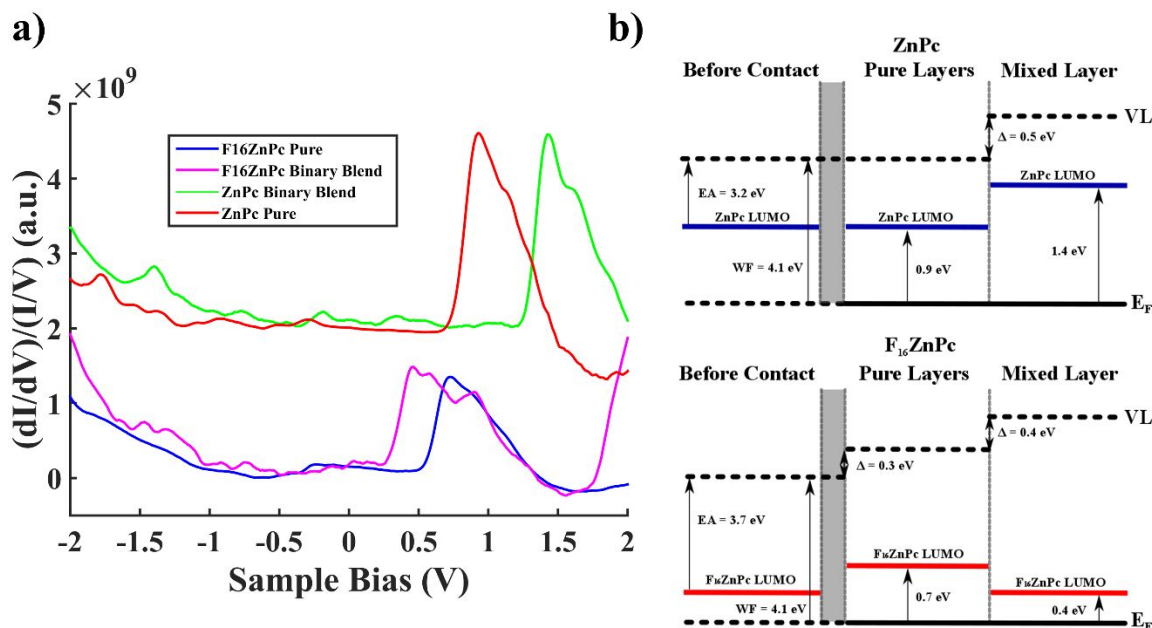 a)
×10⁹
5
4
3
2
1
0
(dI/dV)/(I/V) (a.u.)
F16ZnPc Pure
F16ZnPc Binary Blend
ZnPc Binary Blend
ZnPc Pure
-2 -1.5 -1 -0.5 0 0.5 1 1.5 2
Sample Bias (V)
b)
ZnPc
Before Contact Pure Layers Mixed Layer
VL
Δ = 0.5 eV
ZnPc LUMO
EA = 3.2 eV
ZnPc LUMO ZnPc LUMO
WF = 4.1 eV
0.9 eV
1.4 eV
E_F
F₁₆ZnPc
Before Contact Pure Layers Mixed Layer
VL
Δ = 0.4 eV
Δ = 0.3 eV
EA = 3.7 eV
F₁₆ZnPc LUMO
F₁₆ZnPc LUMO F₁₆ZnPc LUMO
0.7 eV
0.4 eV
WF = 4.1 eV
E_F